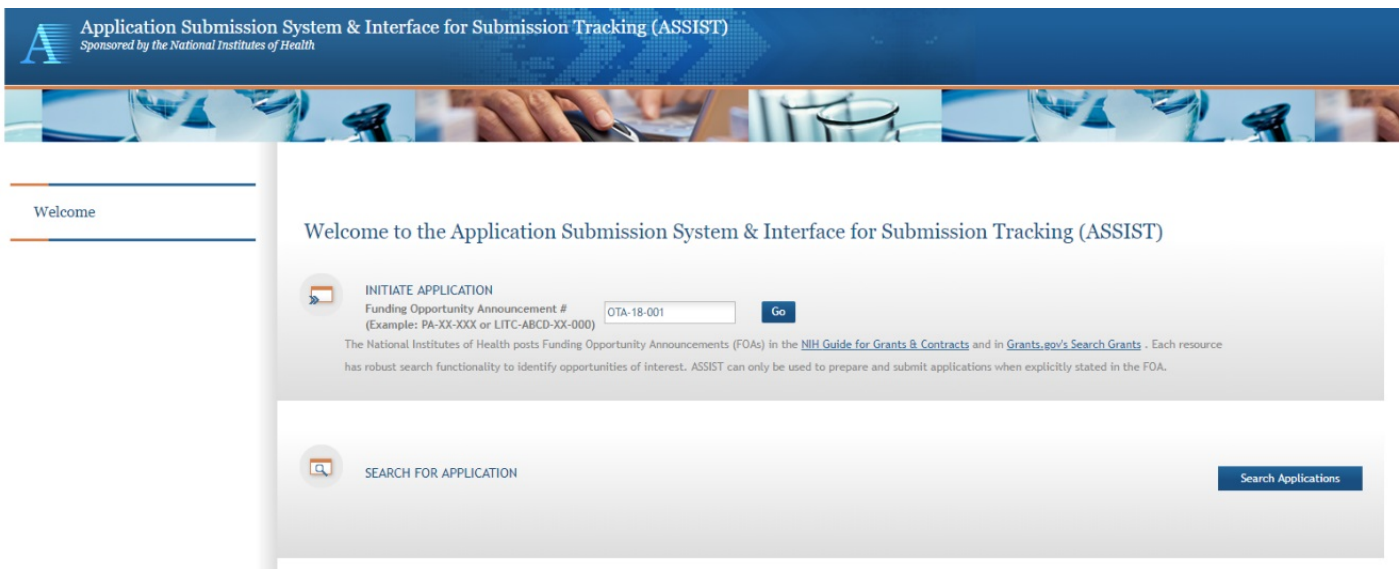 Application Submission System & Interface for Submission Tracking (ASSIST)
Sponsored by the National Institutes of Health
Welcome
Welcome to the Application Submission System & Interface for Submission Tracking (ASSIST)
INITIATE APPLICATION
Funding Opportunity Announcement #
(Example: PA-XX-XXX or LITC-ABCD-XX-000)
OTA-18-001
Go
The National Institutes of Health posts Funding Opportunity Announcements (FOAs) in the NIH Guide for Grants & Contracts and in Grants.gov's Search Grants . Each resource
has robust search functionality to identify opportunities of interest. ASSIST can only be used to prepare and submit applications when explicitly stated in the FOA.
SEARCH FOR APPLICATION
Search Applications